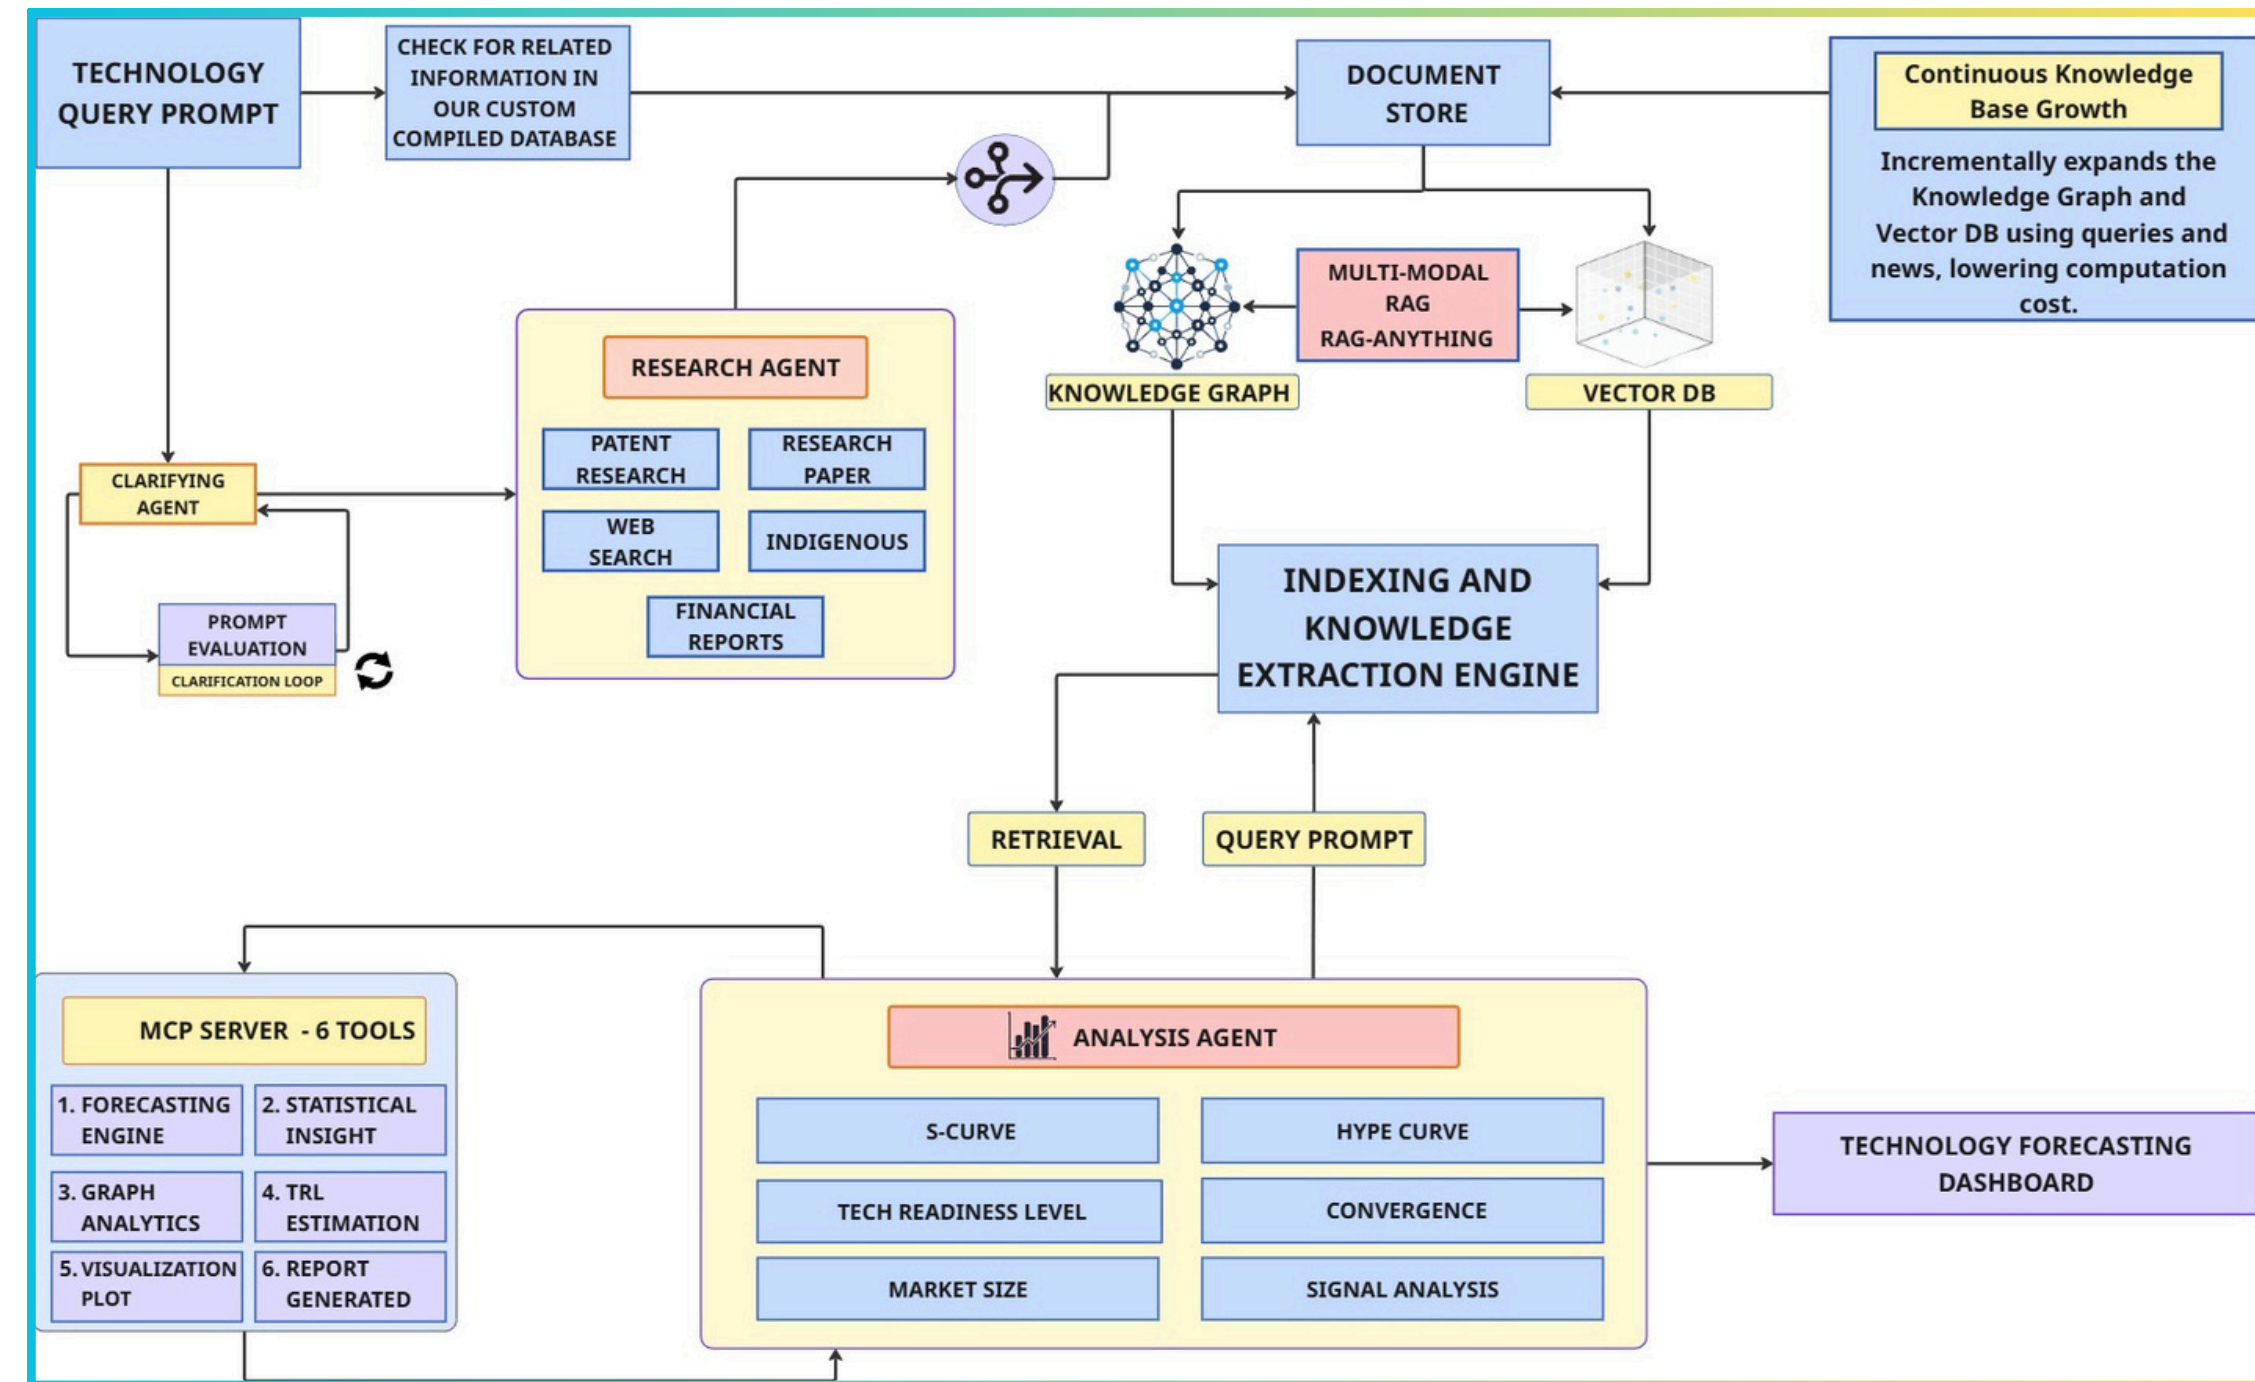 TECHNOLOGY
QUERY PROMPT
CHECK FOR RELATED
INFORMATION IN
OUR CUSTOM
COMPILED DATABASE
DOCUMENT
STORE
Continuous Knowledge
Base Growth
Incrementally expands the
Knowledge Graph and
Vector DB using queries and
news, lowering computation
cost.
MULTI-MODAL
RAG
RAG-ANYTHING
KNOWLEDGE GRAPH
VECTOR DB
RESEARCH AGENT
PATENT
RESEARCH
RESEARCH
PAPER
WEB
SEARCH
INDIGENOUS
FINANCIAL
REPORTS
CLARIFYING
AGENT
PROMPT
EVALUATION
CLARIFICATION LOOP
INDEXING AND
KNOWLEDGE
EXTRACTION ENGINE
RETRIEVAL
QUERY PROMPT
MCP SERVER - 6 TOOLS
1. FORECASTING
ENGINE
2. STATISTICAL
INSIGHT
3. GRAPH
ANALYTICS
4. TRL
ESTIMATION
5. VISUALIZATION
PLOT
6. REPORT
GENERATED
ANALYSIS AGENT
S-CURVE
HYPE CURVE
TECH READINESS LEVEL
CONVERGENCE
MARKET SIZE
SIGNAL ANALYSIS
TECHNOLOGY FORECASTING
DASHBOARD